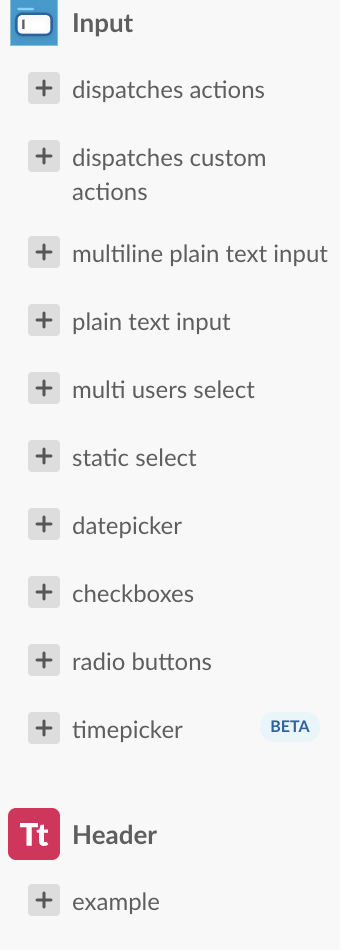 Input
dispatches actions
dispatches custom
actions
multiline plain text input
plain text input
multi users select
static select
datepicker
checkboxes
radio buttons
timepicker BETA
Tt Header
example